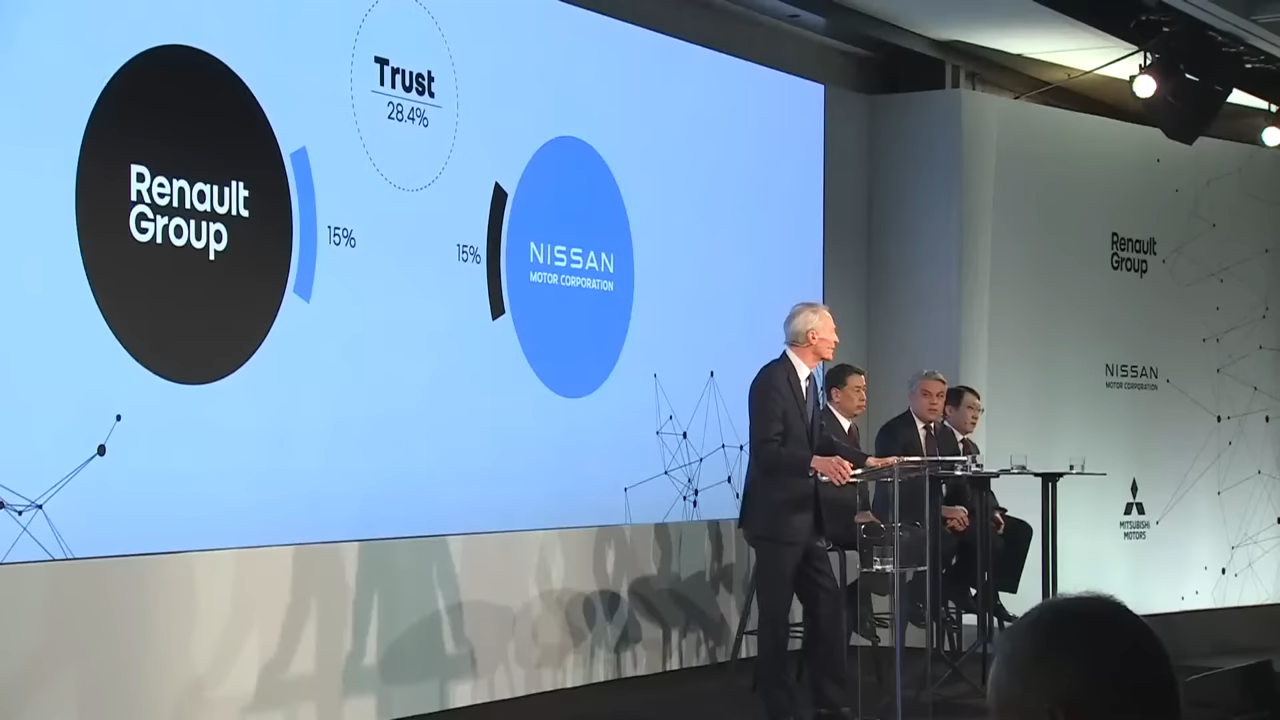 Trust
28.4%
Renault
Group
15%
15%
NISSAN
MOTOR CORPORATION
Renault
Group
NISSAN
MOTOR CORPORATION
MITSUBISHI
MOTORS